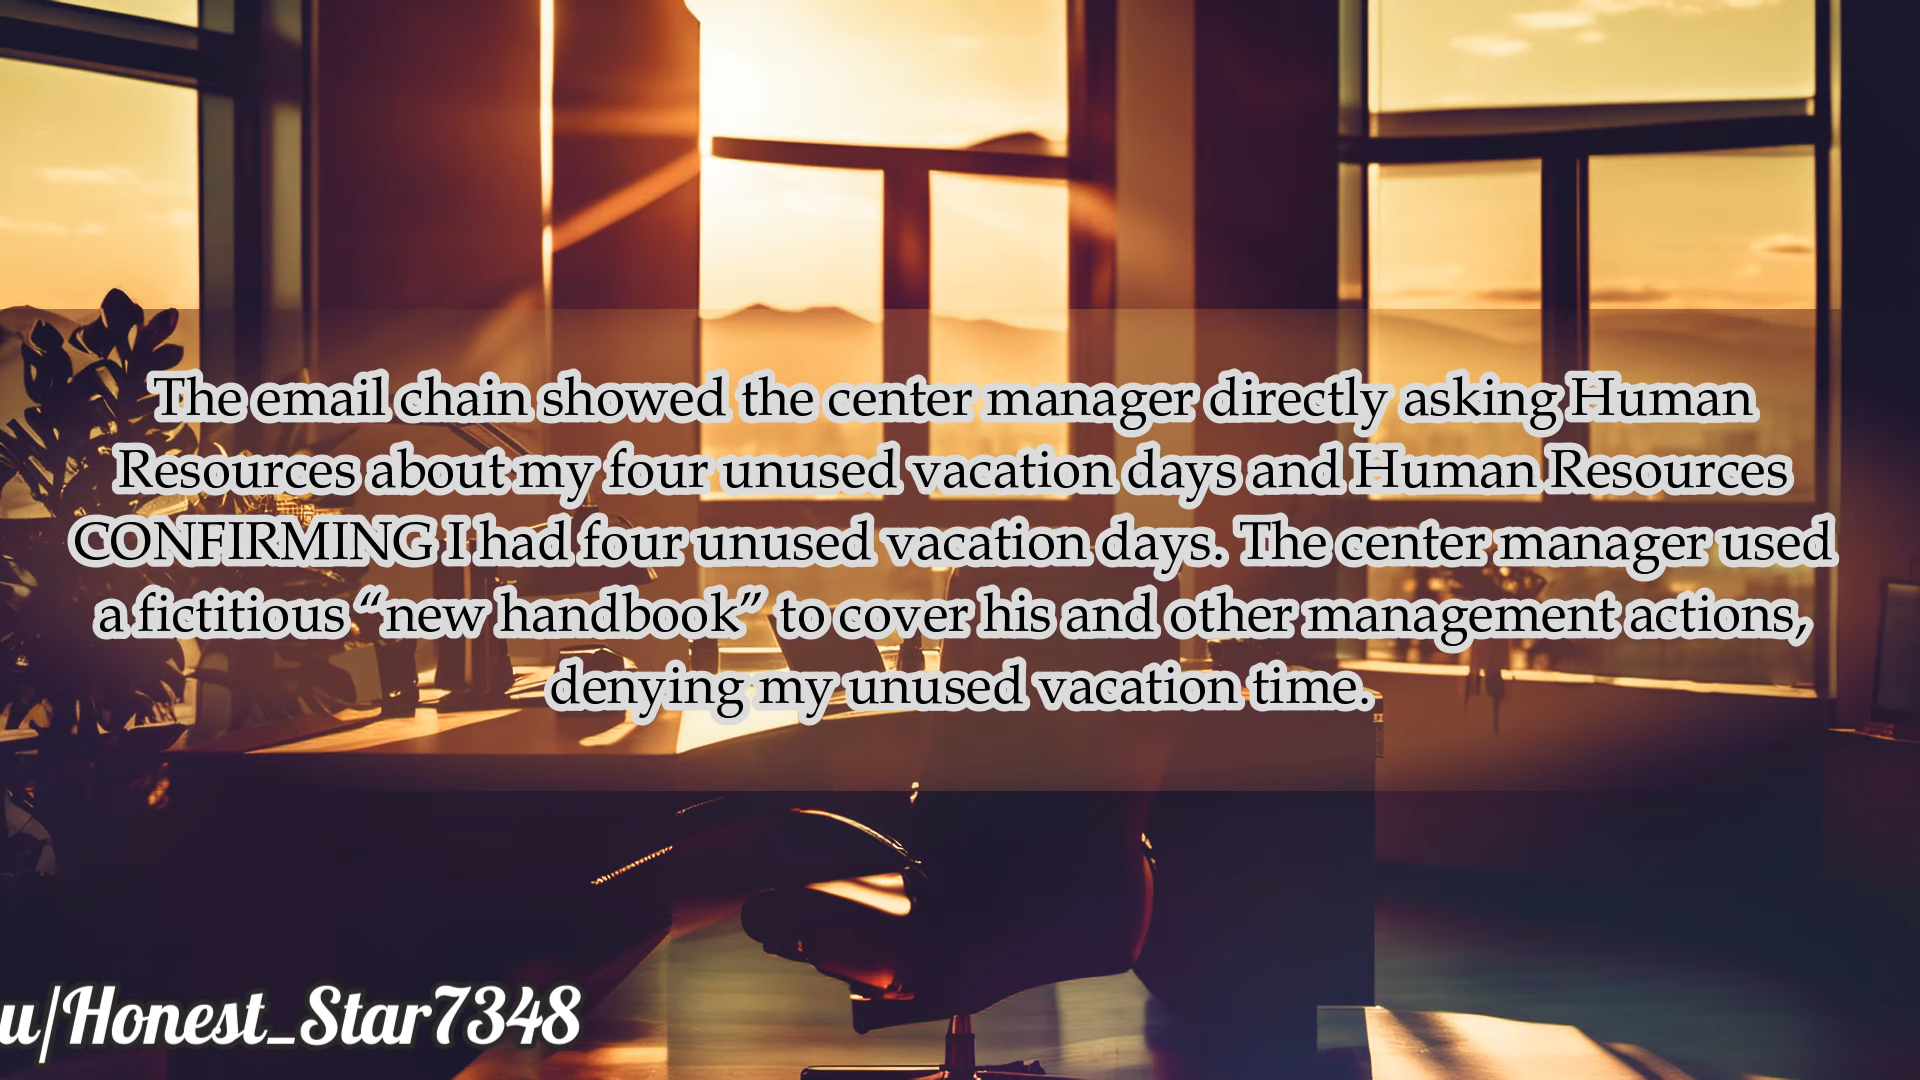 The email chain showed the center manager directly asking Human
Resources about my four unused vacation days and Human Resources
CONFIRMING I had four unused vacation days. The center manager used
a fictitious “new handbook” to cover his and other management actions,
denying my unused vacation time.
u/Honest_Star7348